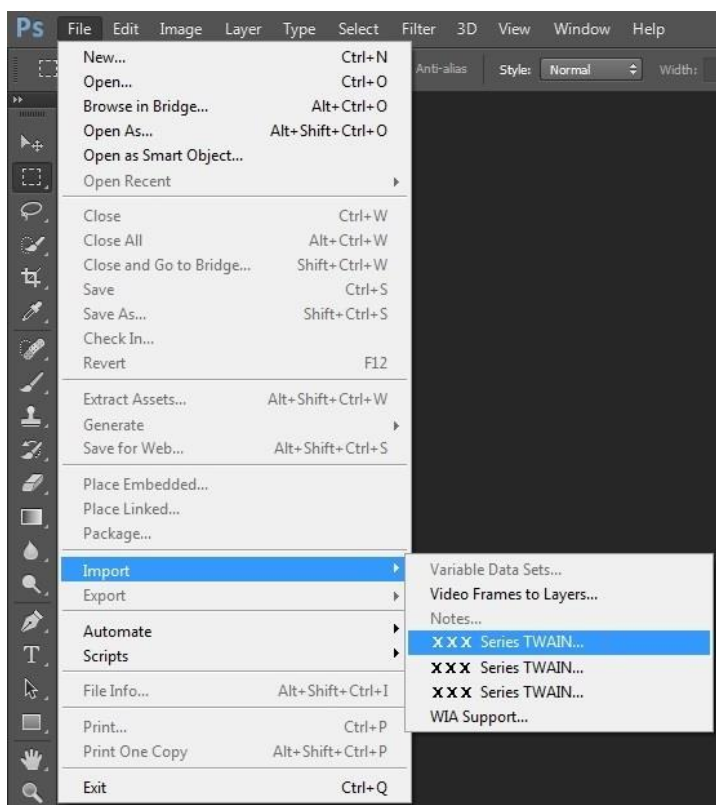 Ps File Edit Image Layer Type Select Filter 3D View Window Help
Anti-alias Style: Normal Width:
New... Ctrl+N
Open... Ctrl+O
Browse in Bridge... Alt+Ctrl+O
Open As... Alt+Shift+Ctrl+O
Open as Smart Object...
Open Recent
Close Ctrl+W
Close All Alt+Ctrl+W
Close and Go to Bridge... Shift+Ctrl+W
Save Ctrl+S
Save As... Shift+Ctrl+S
Check In...
Revert F12
Extract Assets... Alt+Shift+Ctrl+W
Generate
Save for Web... Alt+Shift+Ctrl+S
Place Embedded...
Place Linked...
Package...
Import
Export
Automate
Scripts
File Info... Alt+Shift+Ctrl+I
Print... Ctrl+P
Print One Copy Alt+Shift+Ctrl+P
Exit Ctrl+Q
Variable Data Sets...
Video Frames to Layers...
Notes...
XXX Series TWAIN...
XXX Series TWAIN...
XXX Series TWAIN...
WIA Support...
T